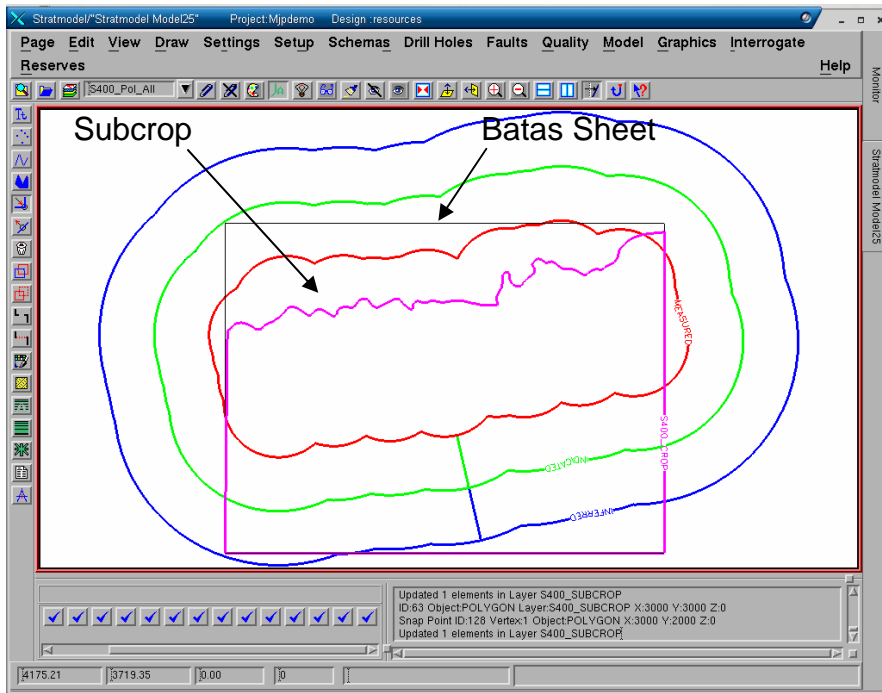 Stratmodel/"Stratmodel Model25" Project:Mjpdemo Design :resources
Page Edit View Draw Settings Setup Schemas Drill Holes Faults Quality Model Graphics Interrogate
Reserves Help
S400_Pol_All
Monitor
Stratmodel Model25
Subcrop
Batas Sheet
MEASURED
S400_CROP
INDICATED
INFERRED
Updated 1 elements in Layer S400_SUBCROP
ID:63 Object:POLYGON Layer:S400_SUBCROP X:3000 Y:3000 Z:0
Snap Point ID:128 Vertex:1 Object:POLYGON X:3000 Y:2000 Z:0
Updated 1 elements in Layer S400_SUBCROP
4175.21 3719.35 0.00 0